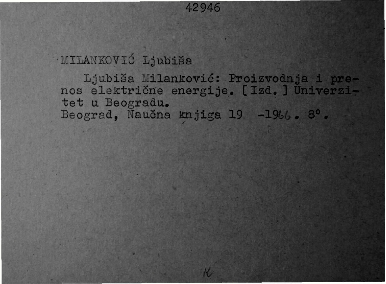 42946
MILANKOVIĆ Ljubiša
Ljubiša Milanković: Proizvodnja i pre-
nos električne energije. [Izd.] Univerzi-
tet u Beogradu.
Beograd, Naučna knjiga 19 -1966. 8°.
K